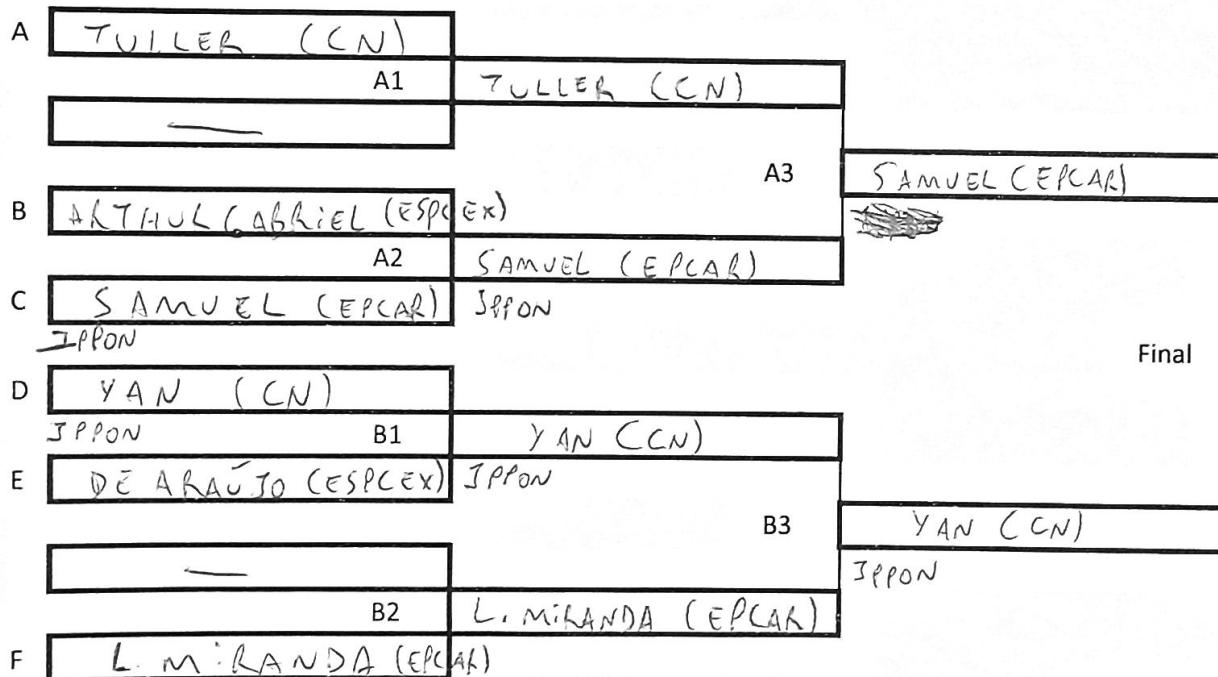 A TULLER (CN)
A1 TULLER (CN)
—
A3 SAMUEL (EPCAR)
B ARTHUR GABRIEL (ESPCEX)
A2 SAMUEL (EPCAR)
C SAMUEL (EPCAR) IPPON
IPPON
Final
D YAN (CN)
IPPON B1 YAN (CN)
E DE ARAÚJO (ESPCEX) IPPON
B3 YAN (CN)
—
IPPON
B2 L. MIRANDA (EPCAR)
F L. MIRANDA (EPCAR)